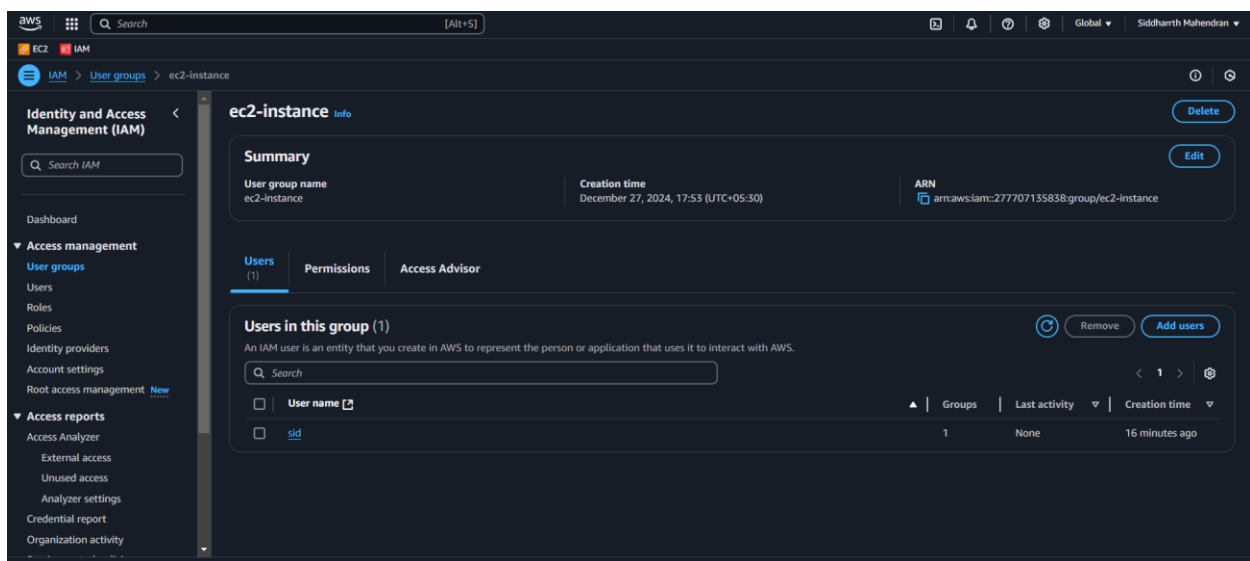 aws Search [Alt+S] Global Siddharrth Mahendran
EC2 IAM
IAM > User groups > ec2-instance
Identity and Access Management (IAM)
Search IAM
Dashboard
Access management
User groups
Users
Roles
Policies
Identity providers
Account settings
Root access management New
Access reports
Access Analyzer
External access
Unused access
Analyzer settings
Credential report
Organization activity
ec2-instance Info Delete
Summary Edit
User group name
ec2-instance
Creation time
December 27, 2024, 17:53 (UTC+05:30)
ARN
arn:aws:iam::277707135838:group/ec2-instance
Users (1) Permissions Access Advisor
Users in this group (1) Remove Add users
An IAM user is an entity that you create in AWS to represent the person or application that uses it to interact with AWS.
Search < 1 >
User name Groups Last activity Creation time
sid 1 None 16 minutes ago